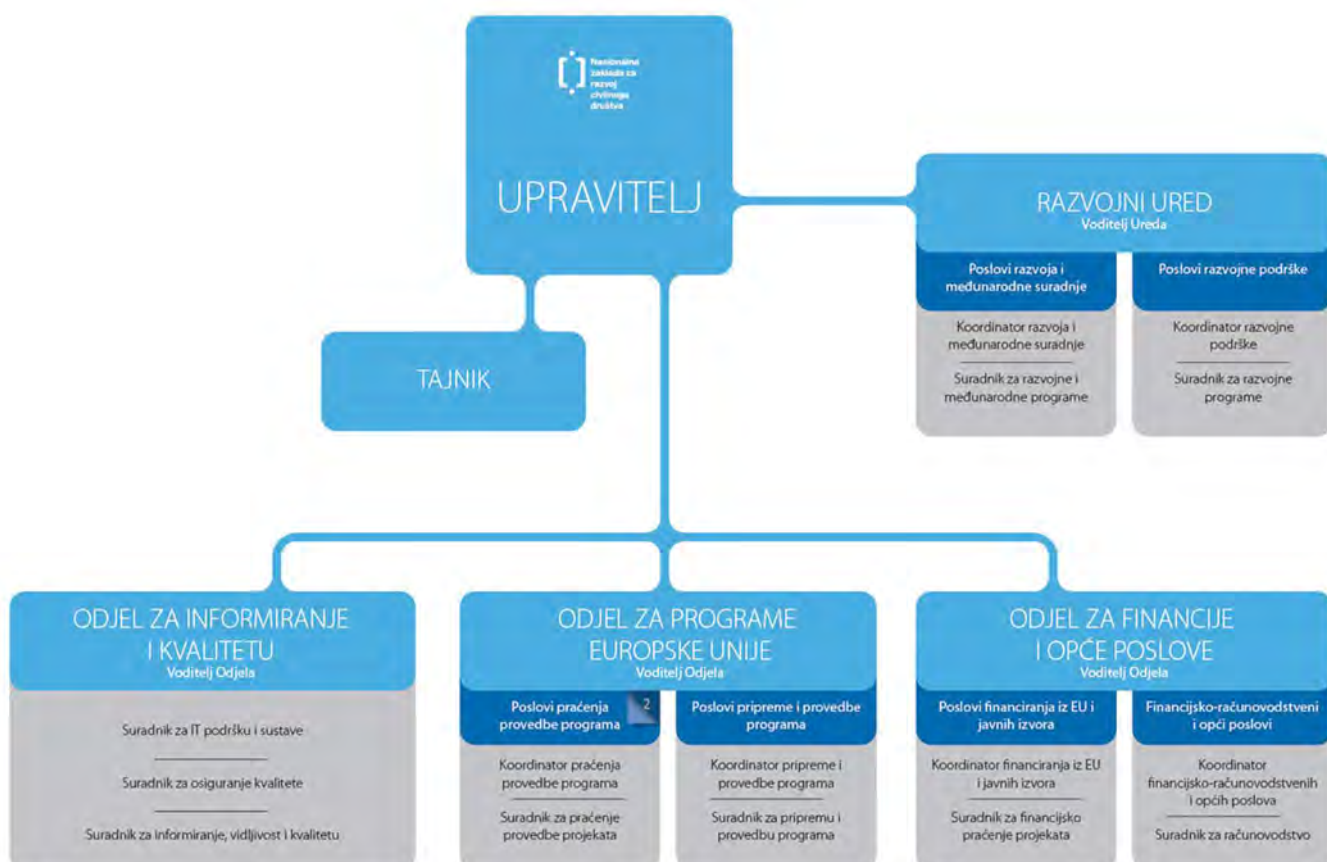 Nacionalna
zaklada za
razvoj
civilnoga
društva
UPRAVITELJ
RAZVOJNI URED
Voditelj Ureda
Poslovi razvoja i
međunarodne suradnje
Koordinator razvoja i
međunarodne suradnje
Suradnik za razvojne i
međunarodne programe
Poslovi razvojne podrške
Koordinator razvojne
podrške
Suradnik za razvojne
programe
TAJNIK
ODJEL ZA INFORMIRANJE
I KVALITETU
Voditelj Odjela
Suradnik za IT podršku i sustave
Suradnik za osiguranje kvalitete
Suradnik za informiranje, vidljivost i kvalitetu
ODJEL ZA PROGRAME
EUROPSKE UNIJE
Voditelj Odjela
Poslovi praćenja
provedbe programa
2
Koordinator praćenja
provedbe programa
Suradnik za praćenje
provedbe projekata
Poslovi pripreme i provedbe
programa
Koordinator pripreme i
provedbe programa
Suradnik za pripremu i
provedbu programa
ODJEL ZA FINANCIJE
I OPĆE POSLOVE
Voditelj Odjela
Poslovi financiranja iz EU i
javnih izvora
Koordinator financiranja iz EU
i javnih izvora
Suradnik za financijsko
praćenje projekata
Financijsko-računovodstveni
i opći poslovi
Koordinator
financijsko-računovodstvenih
i općih poslova
Suradnik za računovodstvo